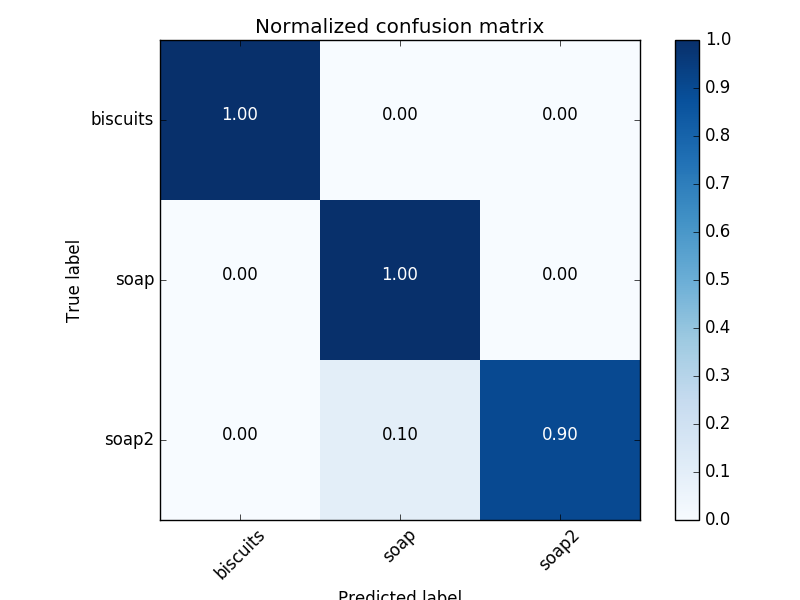 Normalized confusion matrix
1.0
0.9
0.8
0.7
0.6
0.5
0.4
0.3
0.2
0.1
0.0
True label
biscuits 1.00 0.00 0.00
soap 0.00 1.00 0.00
soap2 0.00 0.10 0.90
biscuits soap soap2
Predicted label